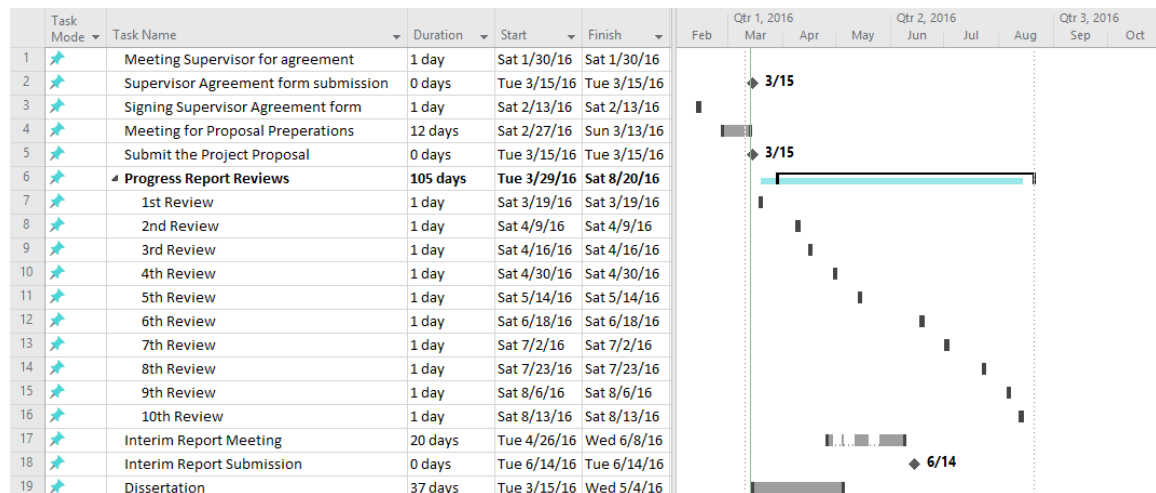 Task Mode Task Name Duration Start Finish
Qtr 1, 2016 Qtr 2, 2016 Qtr 3, 2016
Feb Mar Apr May Jun Jul Aug Sep Oct
1 Meeting Supervisor for agreement 1 day Sat 1/30/16 Sat 1/30/16
2 Supervisor Agreement form submission 0 days Tue 3/15/16 Tue 3/15/16 3/15
3 Signing Supervisor Agreement form 1 day Sat 2/13/16 Sat 2/13/16
4 Meeting for Proposal Preperations 12 days Sat 2/27/16 Sun 3/13/16
5 Submit the Project Proposal 0 days Tue 3/15/16 Tue 3/15/16 3/15
6 Progress Report Reviews 105 days Tue 3/29/16 Sat 8/20/16
7 1st Review 1 day Sat 3/19/16 Sat 3/19/16
8 2nd Review 1 day Sat 4/9/16 Sat 4/9/16
9 3rd Review 1 day Sat 4/16/16 Sat 4/16/16
10 4th Review 1 day Sat 4/30/16 Sat 4/30/16
11 5th Review 1 day Sat 5/14/16 Sat 5/14/16
12 6th Review 1 day Sat 6/18/16 Sat 6/18/16
13 7th Review 1 day Sat 7/2/16 Sat 7/2/16
14 8th Review 1 day Sat 7/23/16 Sat 7/23/16
15 9th Review 1 day Sat 8/6/16 Sat 8/6/16
16 10th Review 1 day Sat 8/13/16 Sat 8/13/16
17 Interim Report Meeting 20 days Tue 4/26/16 Wed 6/8/16
18 Interim Report Submission 0 days Tue 6/14/16 Tue 6/14/16 6/14
19 Dissertation 37 days Tue 3/15/16 Wed 5/4/16